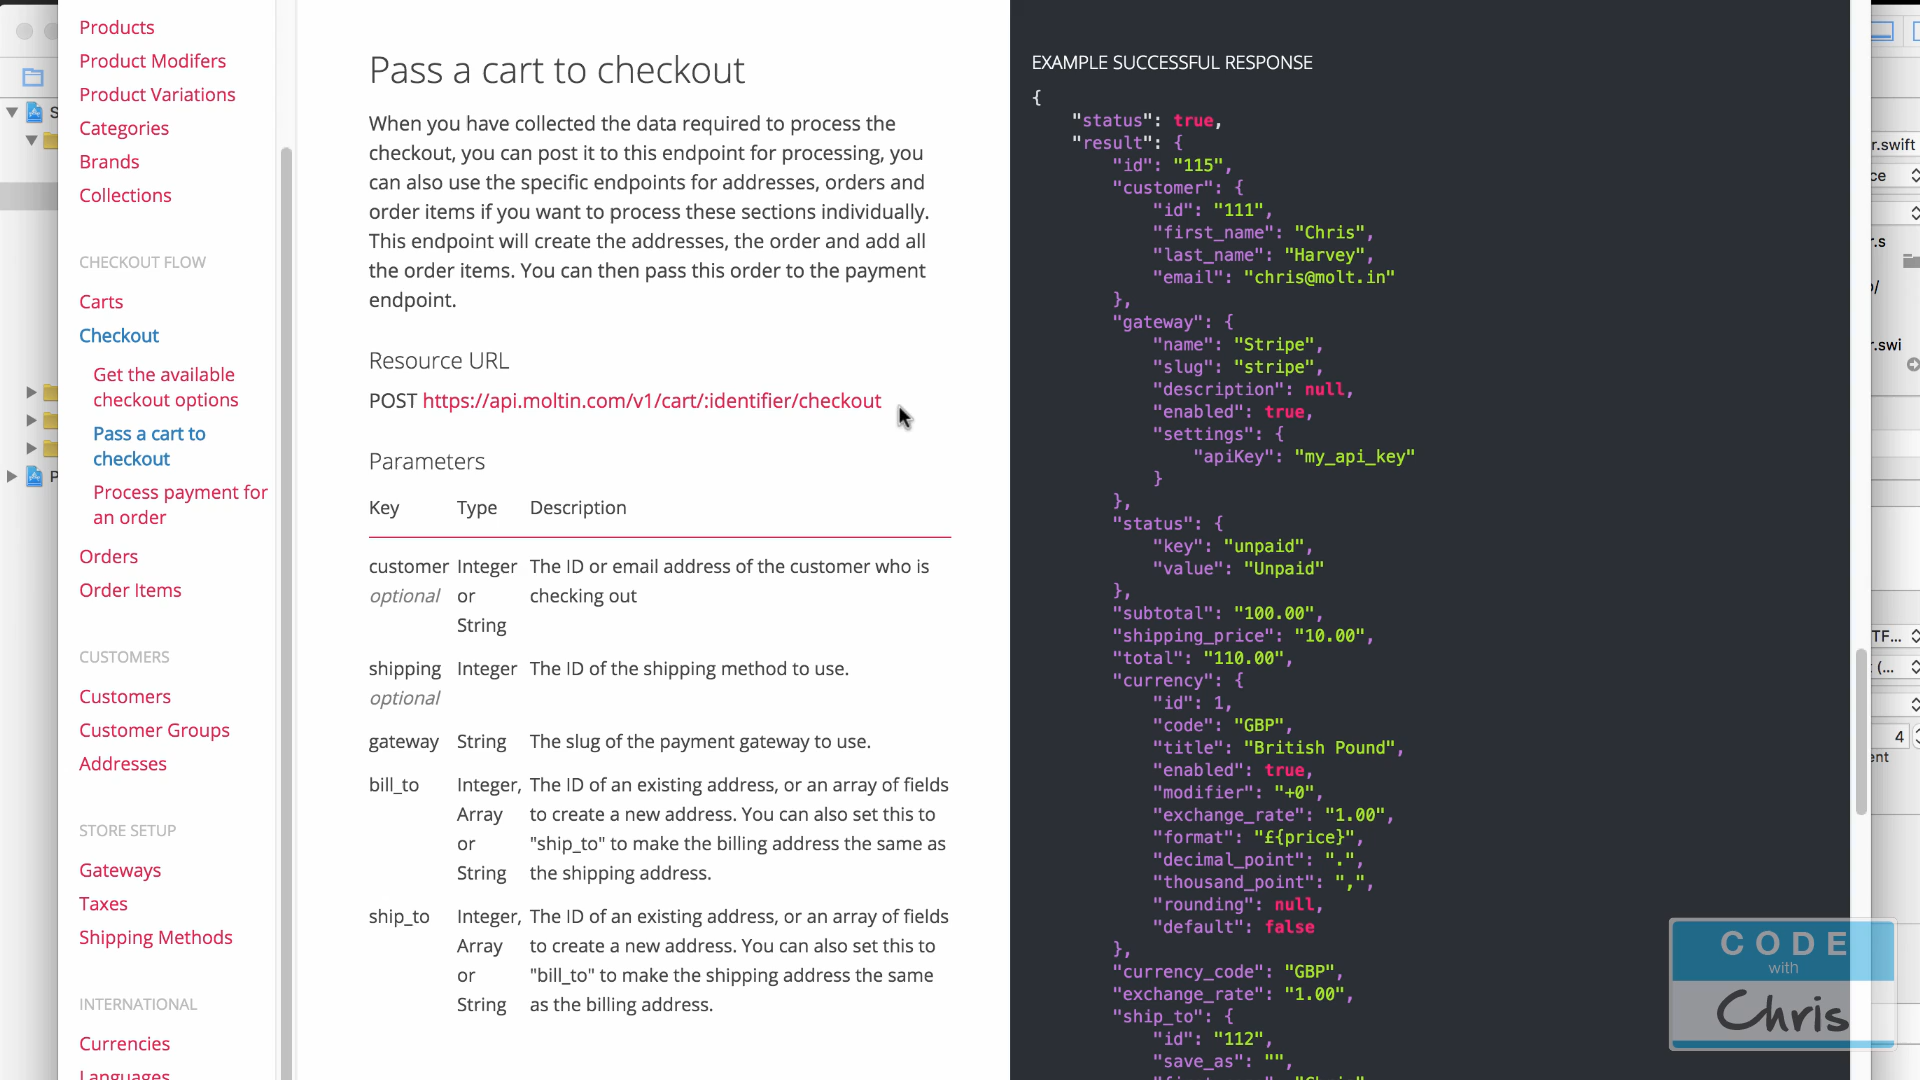 Products
Product Modifers
Product Variations
Categories
Brands
Collections
CHECKOUT FLOW
Carts
Checkout
Get the available
checkout options
Pass a cart to
checkout
Process payment for
an order
Orders
Order Items
CUSTOMERS
Customers
Customer Groups
Addresses
STORE SETUP
Gateways
Taxes
Shipping Methods
INTERNATIONAL
Currencies
Languages
Pass a cart to checkout
When you have collected the data required to process the
checkout, you can post it to this endpoint for processing, you
can also use the specific endpoints for addresses, orders and
order items if you want to process these sections individually.
This endpoint will create the addresses, the order and add all
the order items. You can then pass this order to the payment
endpoint.
Resource URL
POST https://api.moltin.com/v1/cart/:identifier/checkout
Parameters
Key Type Description
customer Integer The ID or email address of the customer who is
optional or checking out
String
shipping Integer The ID of the shipping method to use.
optional
gateway String The slug of the payment gateway to use.
bill_to Integer, The ID of an existing address, or an array of fields
Array to create a new address. You can also set this to
or "ship_to" to make the billing address the same as
String the shipping address.
ship_to Integer, The ID of an existing address, or an array of fields
Array to create a new address. You can also set this to
or "bill_to" to make the shipping address the same
String as the billing address.
EXAMPLE SUCCESSFUL RESPONSE
{
"status": true,
"result": {
"id": "115",
"customer": {
"id": "111",
"first_name": "Chris",
"last_name": "Harvey",
"email": "chris@molt.in"
},
"gateway": {
"name": "Stripe",
"slug": "stripe",
"description": null,
"enabled": true,
"settings": {
"apiKey": "my_api_key"
}
},
"status": {
"key": "unpaid",
"value": "Unpaid"
},
"subtotal": "100.00",
"shipping_price": "10.00",
"total": "110.00",
"currency": {
"id": 1,
"code": "GBP",
"title": "British Pound",
"enabled": true,
"modifier": "+0",
"exchange_rate": "1.00",
"format": "£{price}",
"decimal_point": ".",
"thousand_point": ",",
"rounding": null,
"default": false
},
"currency_code": "GBP",
"exchange_rate": "1.00",
"ship_to": {
"id": "112",
"save_as": "",
S
P
r.swift
ce
r.s
r.swi
TF...
(...
4
ent
CODE
with
Chris